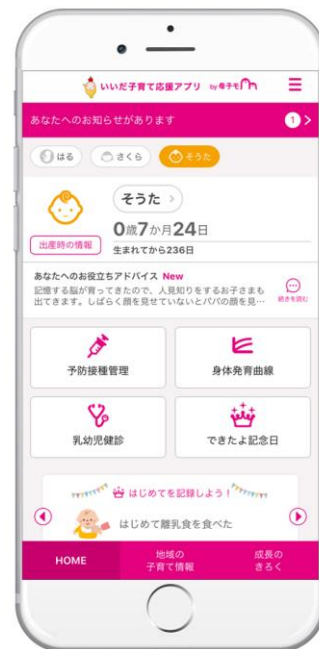 いいだ子育て応援アプリ by 母子モ
あなたへのお知らせがあります 1
はる さくら そうた
そうた
0歳7か月24日
出産時の情報
生まれてから236日
あなたへのお役立ちアドバイス New
記憶する脳が育ってきたので、人見知りをするお子さまも
出てきます。しばらく顔を見せていないとパパの顔を見…
続きを読む
予防接種管理
身体発育曲線
乳幼児健診
できたよ記念日
はじめてを記録しよう！
はじめて離乳食を食べた
HOME
地域の
子育て情報
成長の
きろく